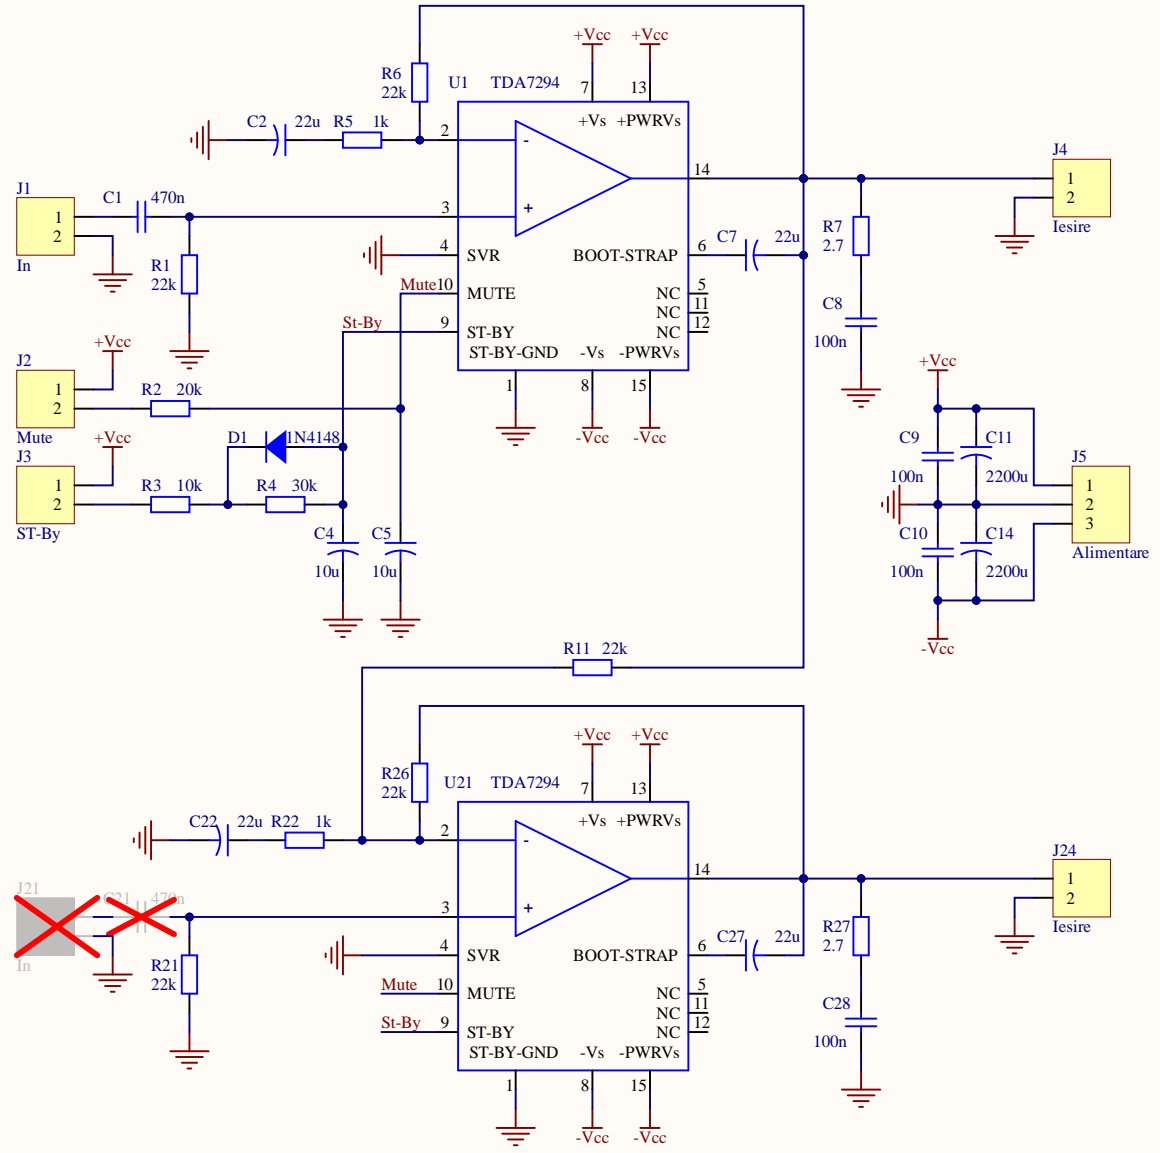 +Vcc +Vcc
R6
22k
U1 TDA7294
7 13
+Vs +PWRVs
C2 22u R5 1k
2
-
14
J4
1
2
Iesire
J1
1
2
In
C1 470n
3
+
R1
22k
4 SVR
BOOT-STRAP 6
C7 22u
R7
2.7
Mute 10 MUTE
NC 5
NC 11
NC 12
St-By 9 ST-BY
ST-BY-GND -Vs -PWRVs
1 8 15
-Vcc -Vcc
C8
100n
+Vcc
J2
1
2
Mute
R2 20k
+Vcc
D1 1N4148
J3
1
2
ST-By
R3 10k
R4 30k
C4
10u
C5
10u
+Vcc
C9
100n
C11
2200u
J5
1
2
3
Alimentare
C10
100n
C14
2200u
-Vcc
R11 22k
+Vcc +Vcc
R26
22k
U21 TDA7294
7 13
+Vs +PWRVs
C22 22u R22 1k
2
-
14
J24
1
2
Iesire
J21
In
C21 470n
3
+
R21
22k
4 SVR
BOOT-STRAP 6
C27 22u
R27
2.7
Mute 10 MUTE
NC 5
NC 11
NC 12
St-By 9 ST-BY
ST-BY-GND -Vs -PWRVs
1 8 15
-Vcc -Vcc
C28
100n